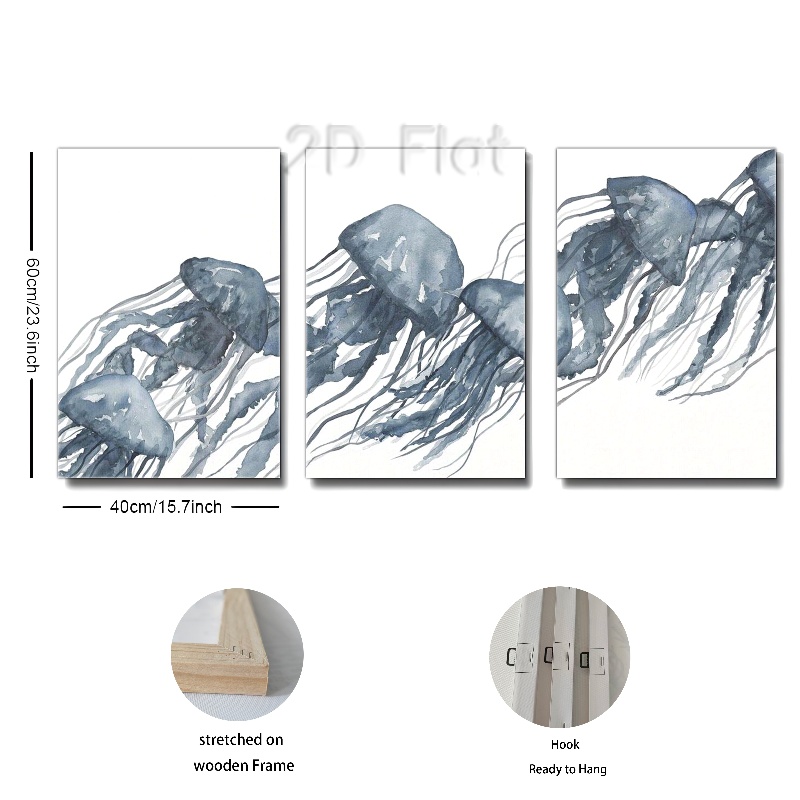 2D Flat
60cm/23.6inch
40cm/15.7inch
stretched on
wooden Frame
Hook
Ready to Hang